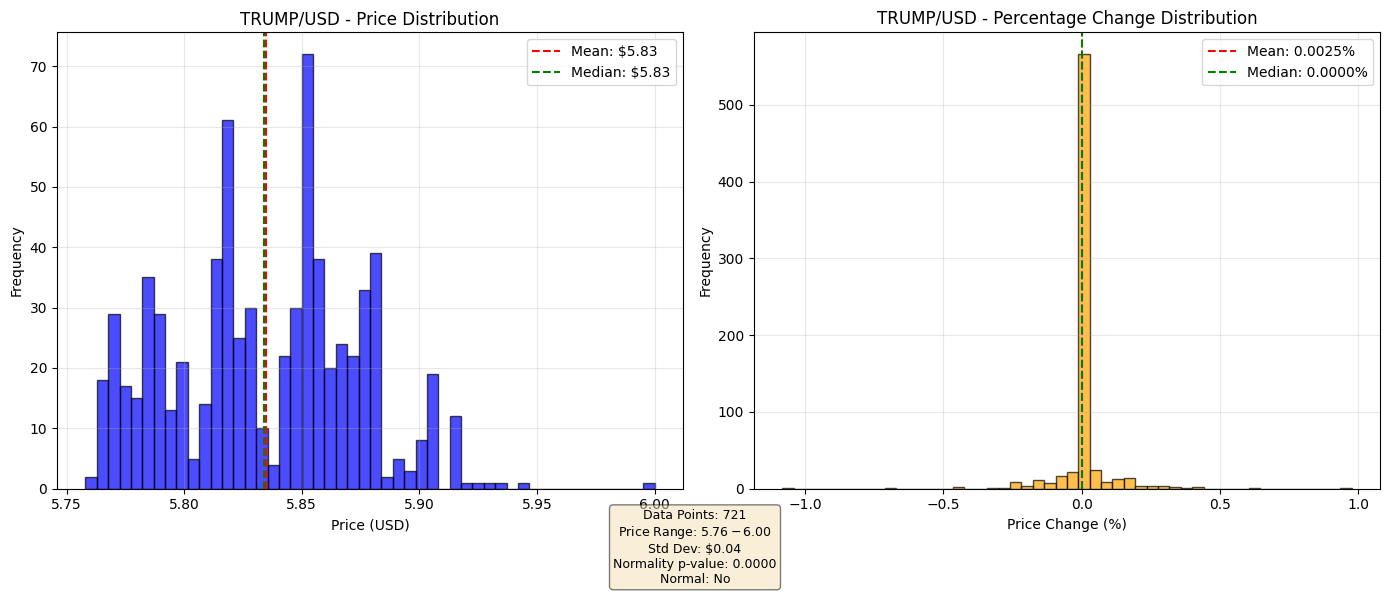 TRUMP/USD - Price Distribution
Mean: $5.83
Median: $5.83
Frequency
70
60
50
40
30
20
10
0
5.75
5.80
5.85
5.90
5.95
6.00
Price (USD)
TRUMP/USD - Percentage Change Distribution
Mean: 0.0025%
Median: 0.0000%
Frequency
500
400
300
200
100
0
−1.0
−0.5
0.0
0.5
1.0
Price Change (%)
Data Points: 721
Price Range: 5.76 − 6.00
Std Dev: $0.04
Normality p-value: 0.0000
Normal: No